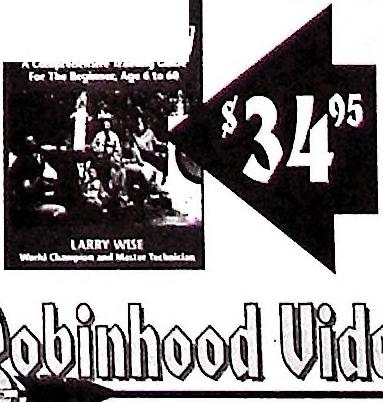 A Comprehensive Training Guide
For The Beginner, Age 6 to 60
$34.95
LARRY WISE
World Champion and Master Technician
obinhood Vide